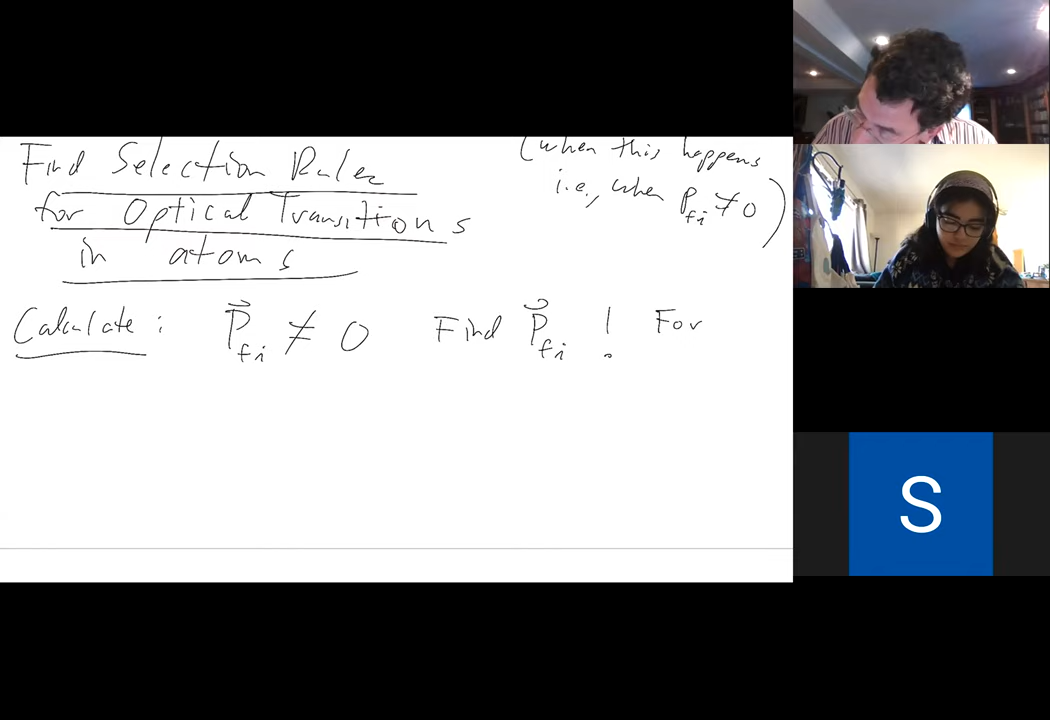 Find Selection Rules
for Optical Transitions
in atoms
(when this happens
i.e., when P_fi ≠ 0)
Calculate: P⃗_fi ≠ 0 Find P⃗_fi ! For
S